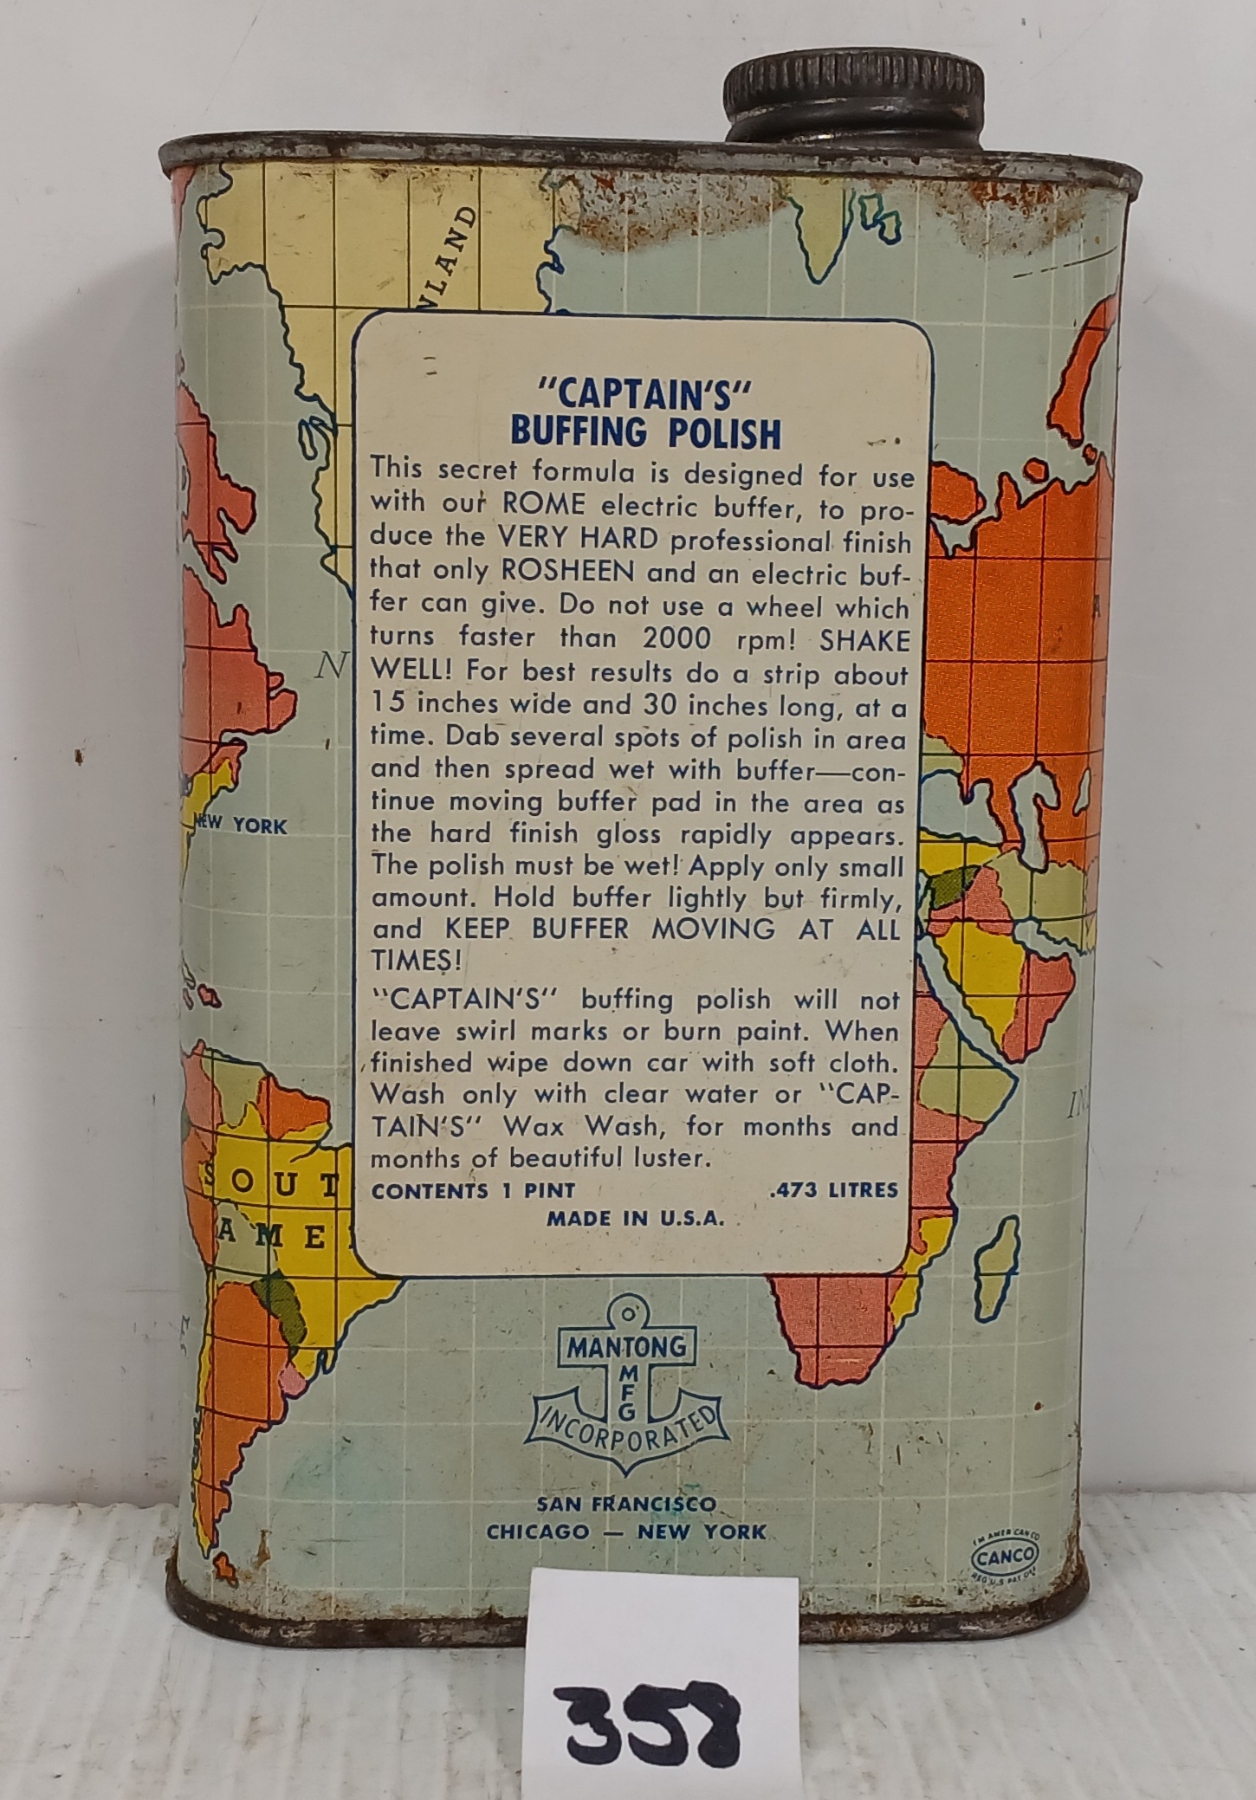 NLAND
"CAPTAIN'S"
BUFFING POLISH
This secret formula is designed for use
with our ROME electric buffer, to pro-
duce the VERY HARD professional finish
that only ROSHEEN and an electric buf-
fer can give. Do not use a wheel which
turns faster than 2000 rpm! SHAKE
WELL! For best results do a strip about
15 inches wide and 30 inches long, at a
time. Dab several spots of polish in area
and then spread wet with buffer—con-
tinue moving buffer pad in the area as
the hard finish gloss rapidly appears.
The polish must be wet! Apply only small
amount. Hold buffer lightly but firmly,
and KEEP BUFFER MOVING AT ALL
TIMES!
"CAPTAIN'S" buffing polish will not
leave swirl marks or burn paint. When
finished wipe down car with soft cloth.
Wash only with clear water or "CAP-
TAIN'S" Wax Wash, for months and
months of beautiful luster.
CONTENTS 1 PINT .473 LITRES
MADE IN U.S.A.
N
A
NEW YORK
IN
SOUT
AME
MANTONG
MFG
INCORPORATED
SAN FRANCISCO
CHICAGO — NEW YORK
CANCO
358